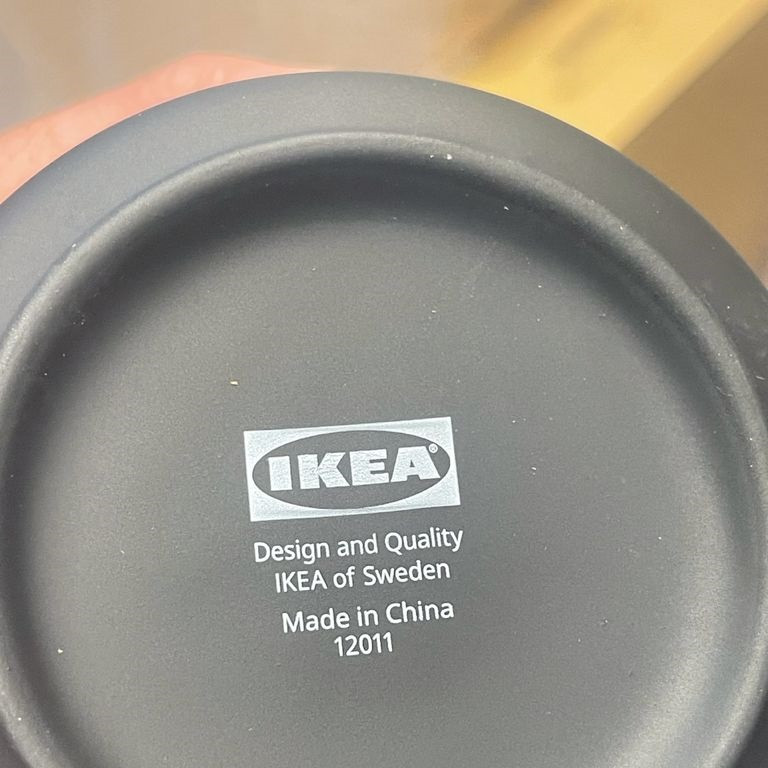 IKEA®
Design and Quality
IKEA of Sweden
Made in China
12011